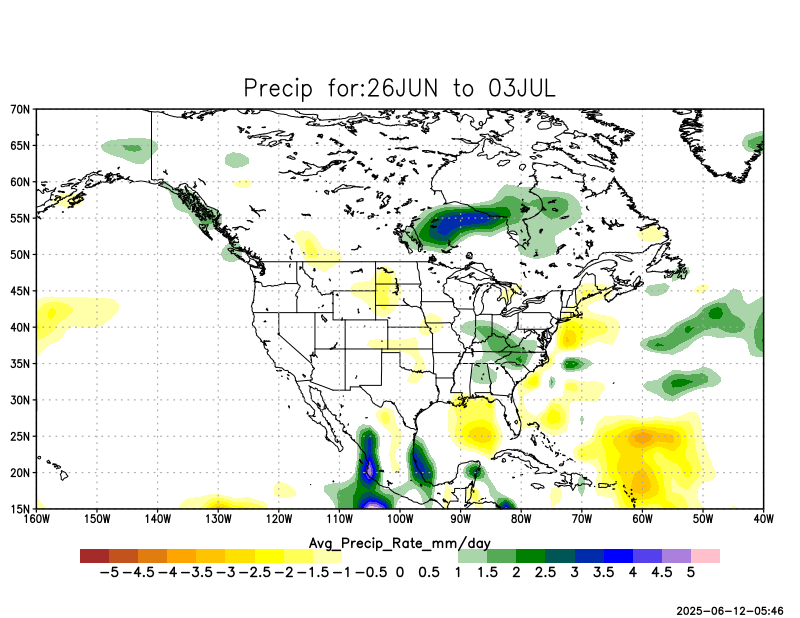 Precip for:26JUN to 03JUL
70N
65N
60N
55N
50N
45N
40N
35N
30N
25N
20N
15N
160W 150W 140W 130W 120W 110W 100W 90W 80W 70W 60W 50W 40W
Avg_Precip_Rate_mm/day
-5 -4.5 -4 -3.5 -3 -2.5 -2 -1.5 -1 -0.5 0 0.5 1 1.5 2 2.5 3 3.5 4 4.5 5
2025-06-12-05:46